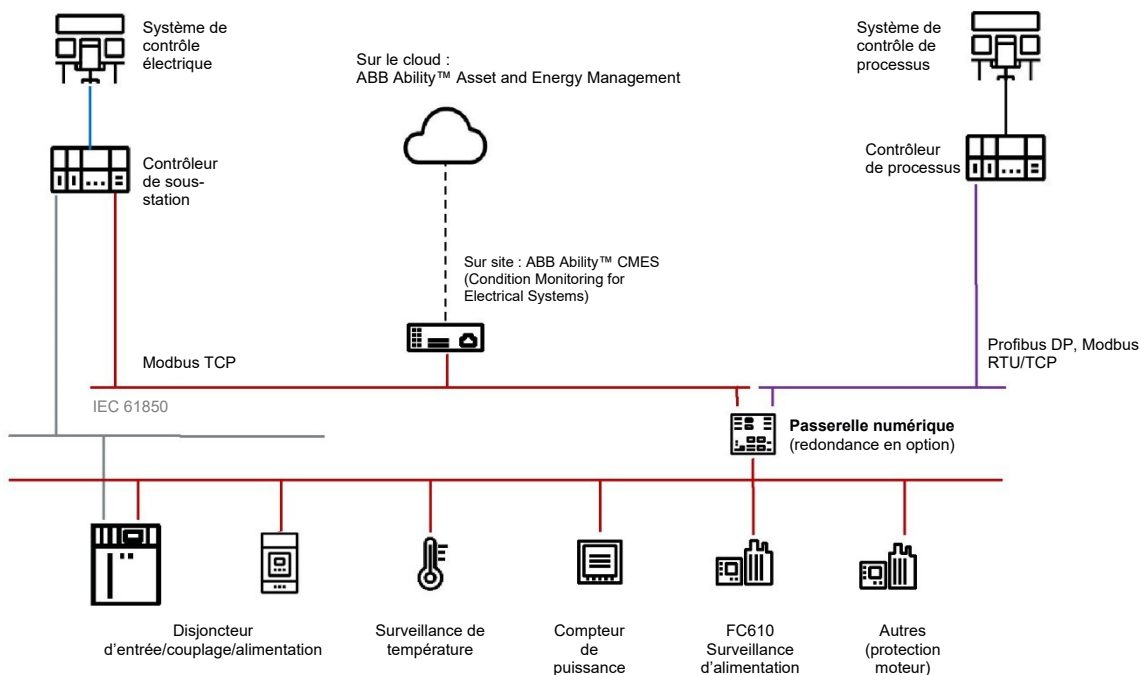 Système de
contrôle
électrique
Sur le cloud :
ABB Ability™ Asset and Energy Management
Système de
contrôle de
processus
Contrôleur
de sous-
station
Contrôleur
de processus
Sur site : ABB Ability™ CMES
(Condition Monitoring for
Electrical Systems)
Modbus TCP
Profibus DP, Modbus
RTU/TCP
IEC 61850
Passerelle numérique
(redondance en option)
Disjoncteur
d'entrée/couplage/alimentation
Surveillance de
température
Compteur
de
puissance
FC610
Surveillance
d'alimentation
Autres
(protection
moteur)